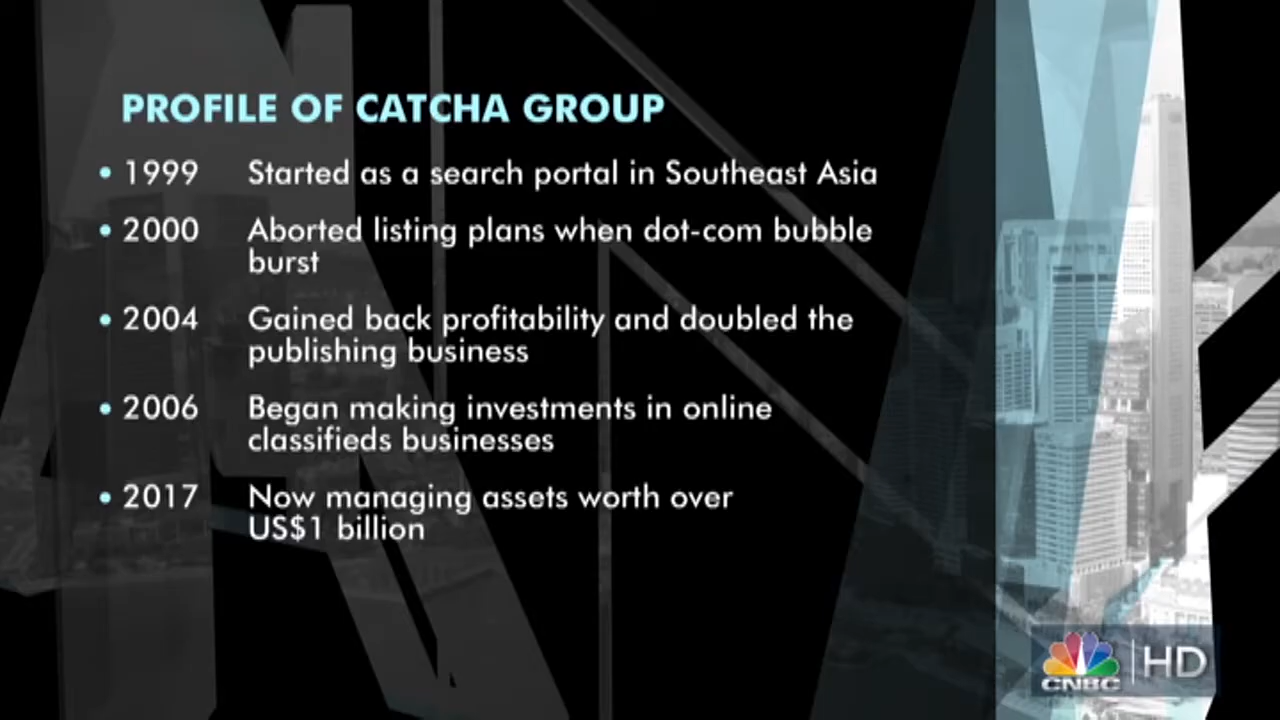 PROFILE OF CATCHA GROUP
• 1999 Started as a search portal in Southeast Asia
• 2000 Aborted listing plans when dot-com bubble
burst
• 2004 Gained back profitability and doubled the
publishing business
• 2006 Began making investments in online
classifieds businesses
• 2017 Now managing assets worth over
US$1 billion
CNBC HD